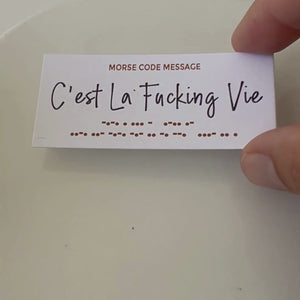 MORSE CODE MESSAGE
C'est La Fucking Vie